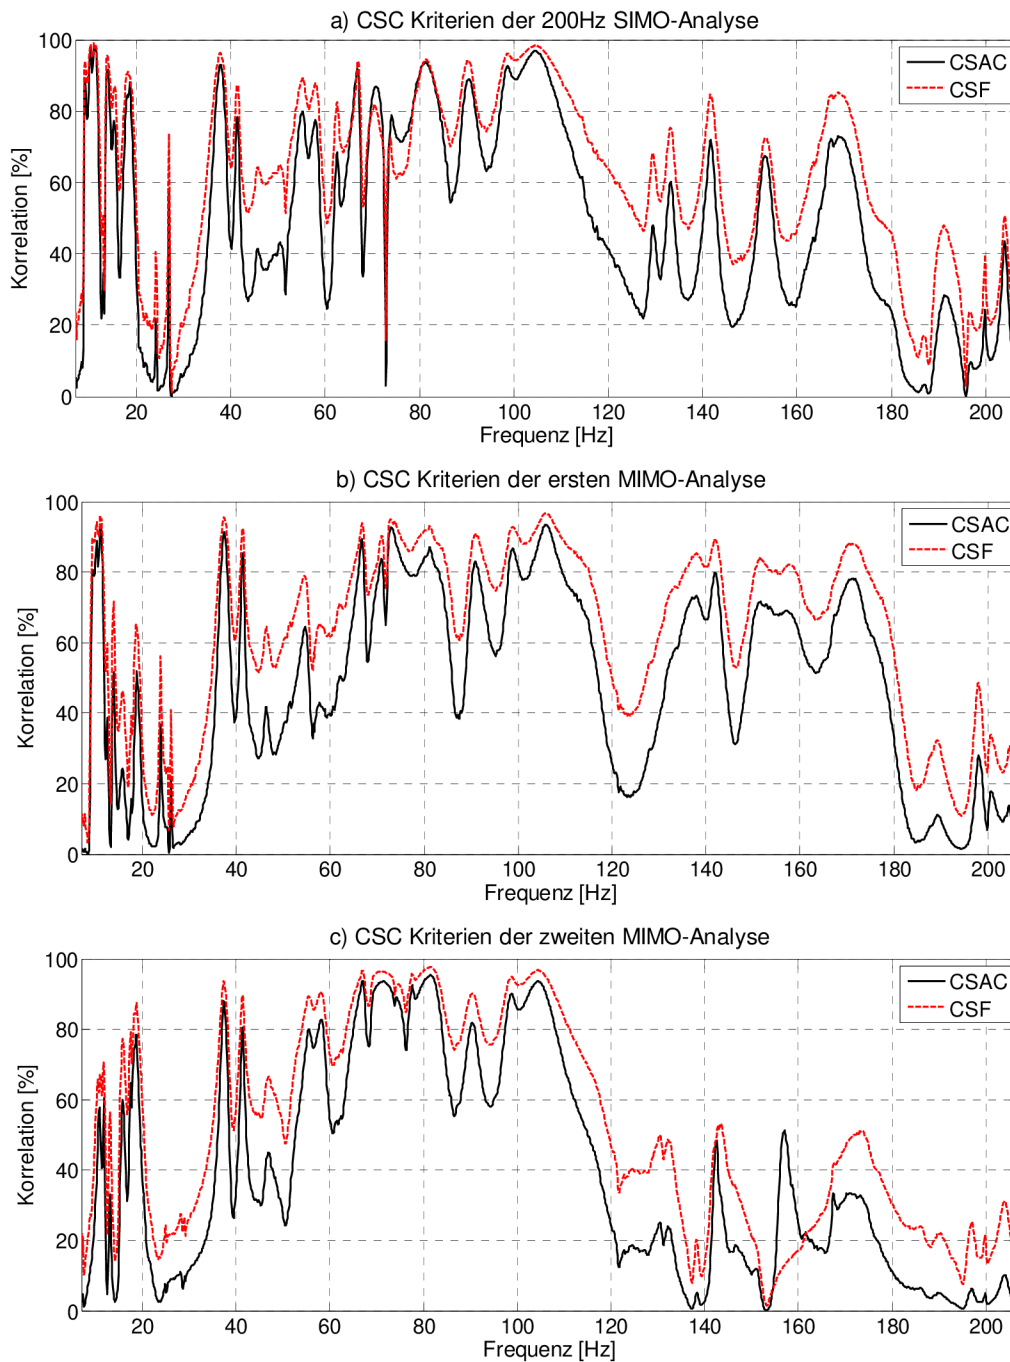 a) CSC Kriterien der 200Hz SIMO-Analyse
100
80
60
40
20
0
Korrelation [%]
CSAC
CSF
20 40 60 80 100 120 140 160 180 200
Frequenz [Hz]
b) CSC Kriterien der ersten MIMO-Analyse
100
80
60
40
20
0
Korrelation [%]
CSAC
CSF
20 40 60 80 100 120 140 160 180 200
Frequenz [Hz]
c) CSC Kriterien der zweiten MIMO-Analyse
100
80
60
40
20
0
Korrelation [%]
CSAC
CSF
20 40 60 80 100 120 140 160 180 200
Frequenz [Hz]